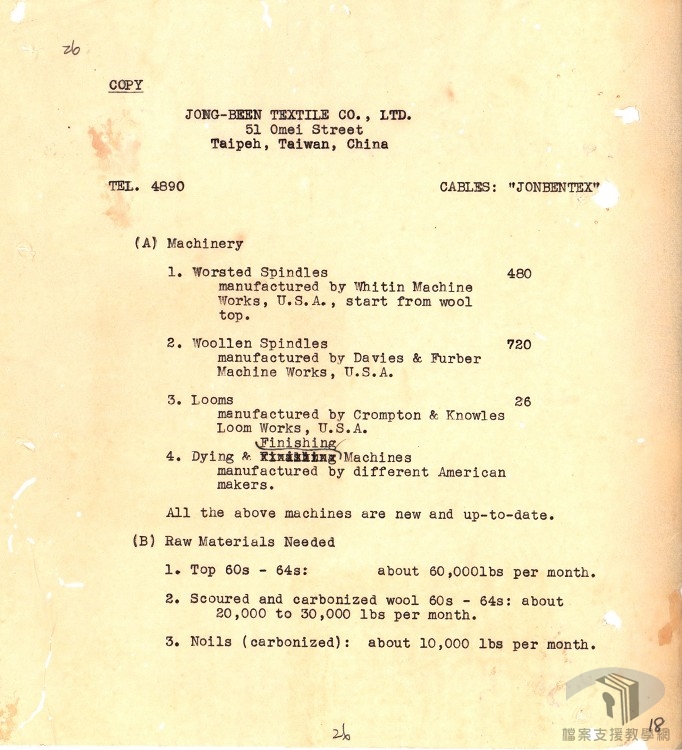 26
COPY
JONG-BEEN TEXTILE CO., LTD.
51 Omei Street
Taipeh, Taiwan, China
TEL. 4890 CABLES: "JONBENTEX"
(A) Machinery
1. Worsted Spindles 480
manufactured by Whitin Machine
Works, U.S.A., start from wool
top.
2. Woollen Spindles 720
manufactured by Davies & Furber
Machine Works, U.S.A.
3. Looms 26
manufactured by Crompton & Knowles
Loom Works, U.S.A.
Finishing
4. Dying & Machines
manufactured by different American
makers.
All the above machines are new and up-to-date.
(B) Raw Materials Needed
1. Top 60s - 64s: about 60,000lbs per month.
2. Scoured and carbonized wool 60s - 64s: about
20,000 to 30,000 lbs per month.
3. Noils (carbonized): about 10,000 lbs per month.
26
18
檔案支援教學網